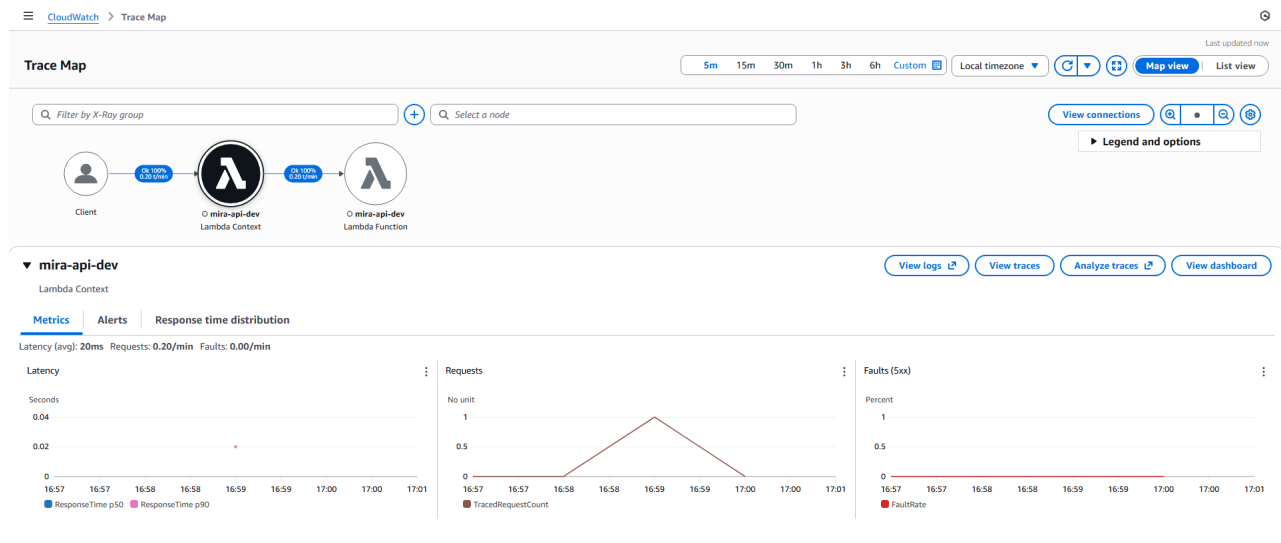 CloudWatch > Trace Map
Last updated now
Trace Map
5m 15m 30m 1h 3h 6h Custom Local timezone Map view List view
Filter by X-Ray group Select a node View connections
Legend and options
Ok 100%
0.20 t/min
Ok 100%
0.20 t/min
Client
mira-api-dev
Lambda Context
mira-api-dev
Lambda Function
mira-api-dev View logs View traces Analyze traces View dashboard
Lambda Context
Metrics Alerts Response time distribution
Latency (avg): 20ms Requests: 0.20/min Faults: 0.00/min
Latency
Seconds
0.04
0.02
0
16:57 16:57 16:58 16:58 16:59 16:59 17:00 17:00 17:01
ResponseTime p50 ResponseTime p90
Requests
No unit
1
0.5
0
16:57 16:57 16:58 16:58 16:59 16:59 17:00 17:00 17:01
TracedRequestCount
Faults (5xx)
Percent
1
0.5
0
16:57 16:57 16:58 16:58 16:59 16:59 17:00 17:00 17:01
FaultRate